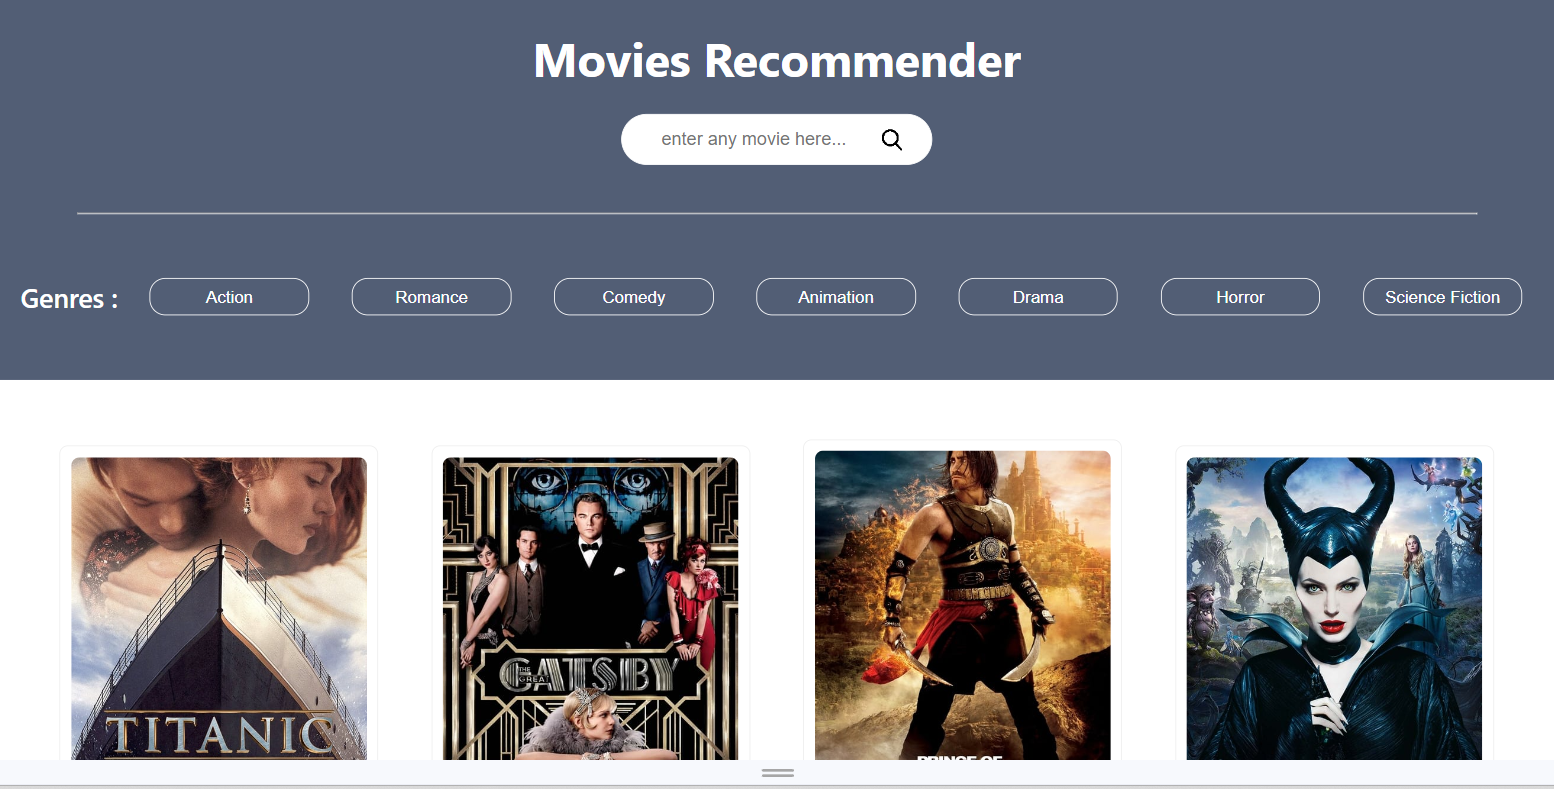 Movies Recommender
enter any movie here...
Genres :
Action
Romance
Comedy
Animation
Drama
Horror
Science Fiction
TITANIC
THE GREAT GATSBY
PRINCE OF